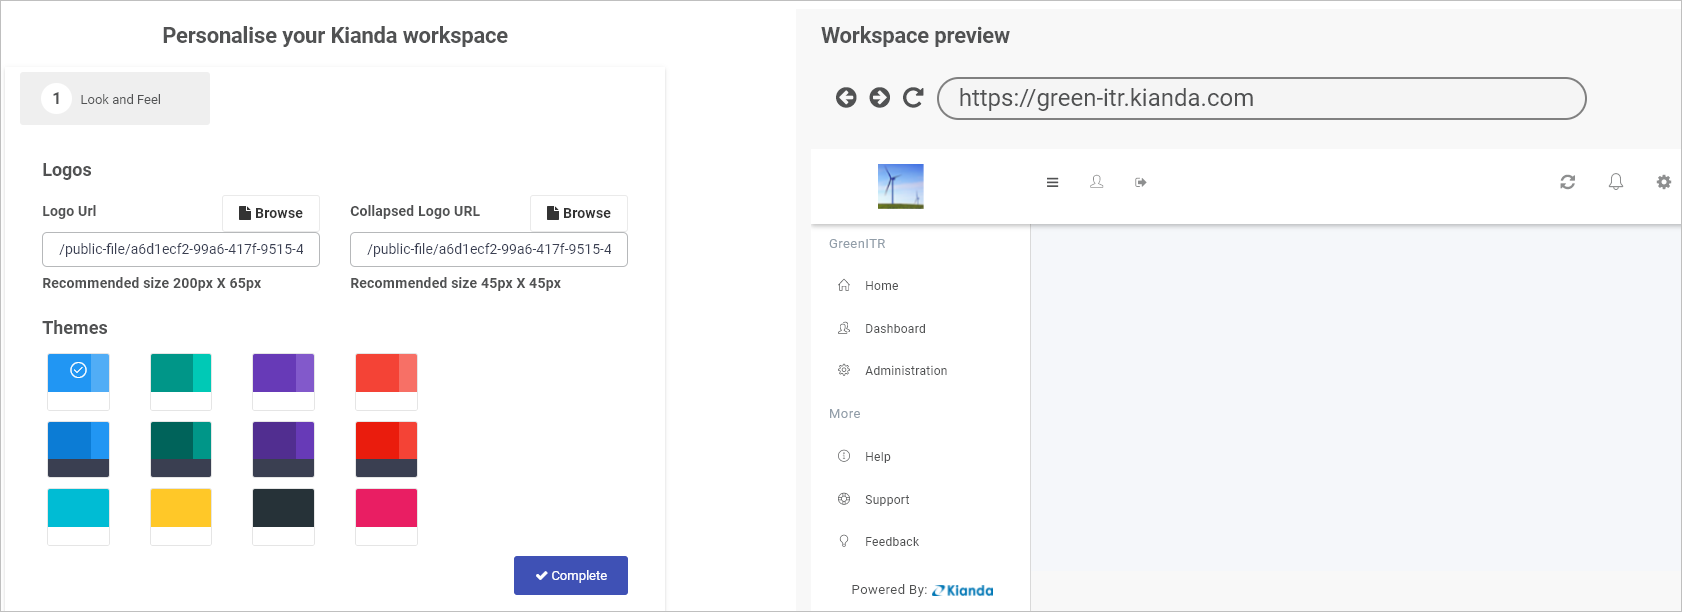 Personalise your Kianda workspace
1 Look and Feel
Logos
Logo Url
Browse
/public-file/a6d1ecf2-99a6-417f-9515-4
Recommended size 200px X 65px
Collapsed Logo URL
Browse
/public-file/a6d1ecf2-99a6-417f-9515-4
Recommended size 45px X 45px
Themes
Complete
Workspace preview
https://green-itr.kianda.com
GreenITR
Home
Dashboard
Administration
More
Help
Support
Feedback
Powered By: Kianda